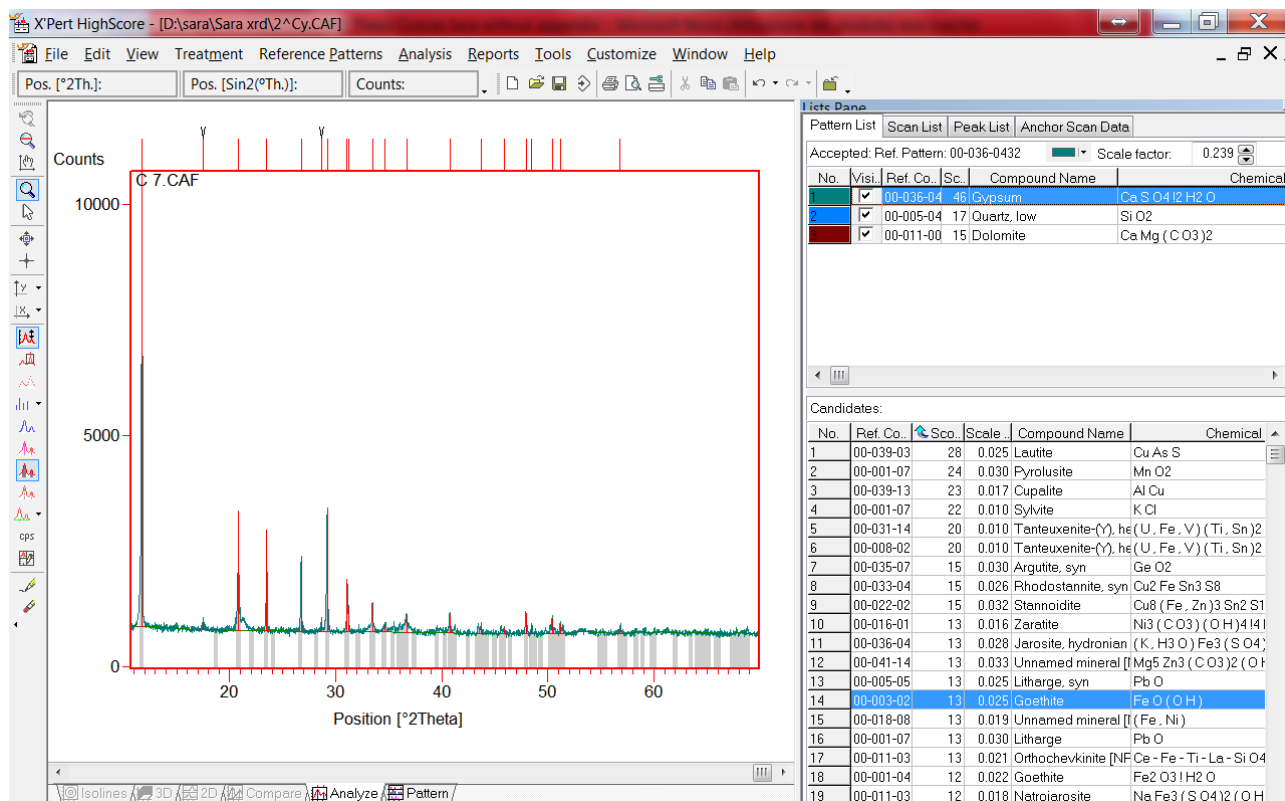 X'Pert HighScore - [D:\sara\Sara xrd\2^Cy.CAF]
File Edit View Treatment Reference Patterns Analysis Reports Tools Customize Window Help
Pos. [°2Th.]: Pos. [Sin2(°Th.)]: Counts:
Lists Pane
Pattern List Scan List Peak List Anchor Scan Data
Accepted: Ref. Pattern: 00-036-0432 Scale factor: 0.239
No. Visi.. Ref. Co.. Sc.. Compound Name Chemical
1 00-036-04 46 Gypsum Ca S O4 !2 H2 O
2 00-005-04 17 Quartz, low Si O2
3 00-011-00 15 Dolomite Ca Mg ( C O3 )2
Counts
C 7.CAF
10000
5000
0
20 30 40 50 60
Position [°2Theta]
cps
Candidates:
No. Ref. Co.. Sco.. Scale .. Compound Name Chemical
1 00-039-03 28 0.025 Lautite Cu As S
2 00-001-07 24 0.030 Pyrolusite Mn O2
3 00-039-13 23 0.017 Cupalite Al Cu
4 00-001-07 22 0.010 Sylvite K Cl
5 00-031-14 20 0.010 Tanteuxenite-(Y), he ( U , Fe , V ) ( Ti , Sn )2
6 00-008-02 20 0.010 Tanteuxenite-(Y), he ( U , Fe , V ) ( Ti , Sn )2
7 00-035-07 15 0.030 Argutite, syn Ge O2
8 00-033-04 15 0.026 Rhodostannite, syn Cu2 Fe Sn3 S8
9 00-022-02 15 0.032 Stannoidite Cu8 ( Fe , Zn )3 Sn2 S1
10 00-016-01 13 0.016 Zaratite Ni3 ( C O3 ) ( O H )4 !4 H
11 00-036-04 13 0.028 Jarosite, hydronian ( K , H3 O ) Fe3 ( S O4 )
12 00-041-14 13 0.033 Unnamed mineral [N Mg5 Zn3 ( C O3 )2 ( O H
13 00-005-05 13 0.025 Litharge, syn Pb O
14 00-003-02 13 0.025 Goethite Fe O ( O H )
15 00-018-08 13 0.019 Unnamed mineral [N ( Fe , Ni )
16 00-001-07 13 0.030 Litharge Pb O
17 00-011-03 13 0.021 Orthochevkinite [NF Ce - Fe - Ti - La - Si O4
18 00-001-04 12 0.022 Goethite Fe2 O3 ! H2 O
19 00-011-03 12 0.018 Natrojarosite Na Fe3 ( S O4 )2 ( O H
Isolines 3D 2D Compare Analyze Pattern